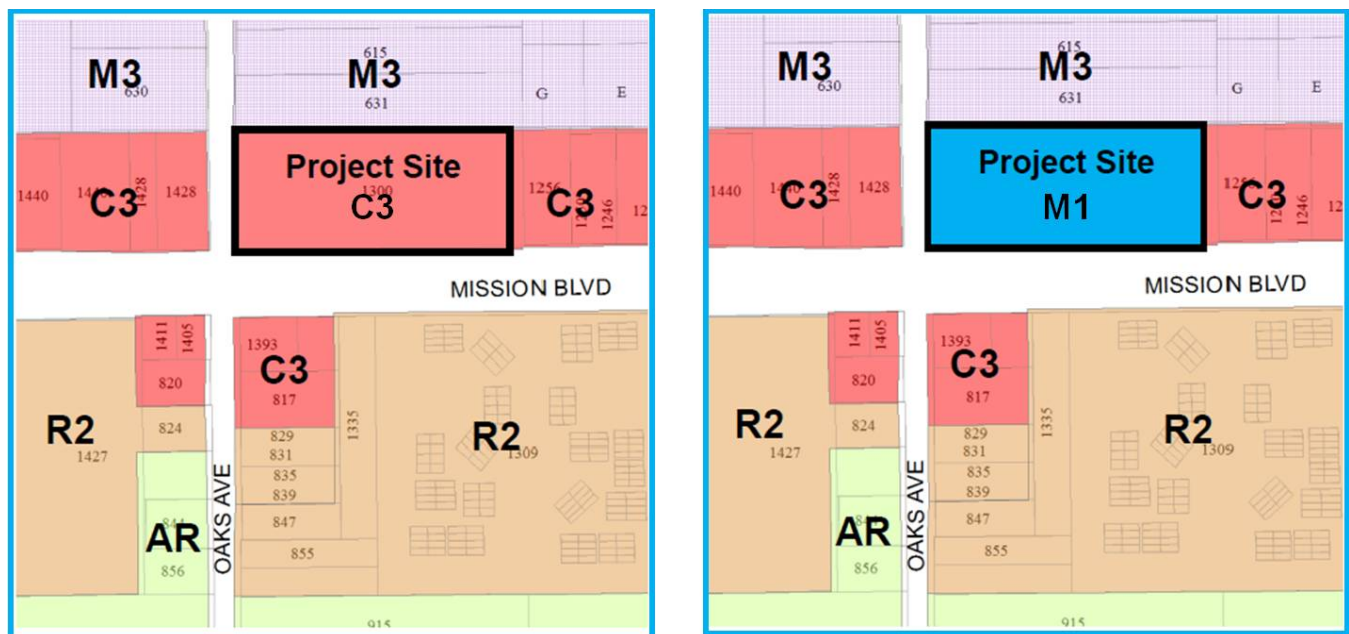 M3
630
615
M3
631
G
E
1440
C3
1428
1428
Project Site
1300
C3
1256
C3
1246
MISSION BLVD
1411
1405
820
1393
C3
817
R2
1427
824
829
831
835
839
1335
R2
1309
847
855
AR
856
OAKS AVE
915
M3
630
615
M3
631
G
E
1440
C3
1428
1428
Project Site
M1
C3
1246
MISSION BLVD
1411
1405
820
1393
C3
817
R2
1427
824
829
831
835
839
1335
R2
1309
847
855
AR
856
OAKS AVE